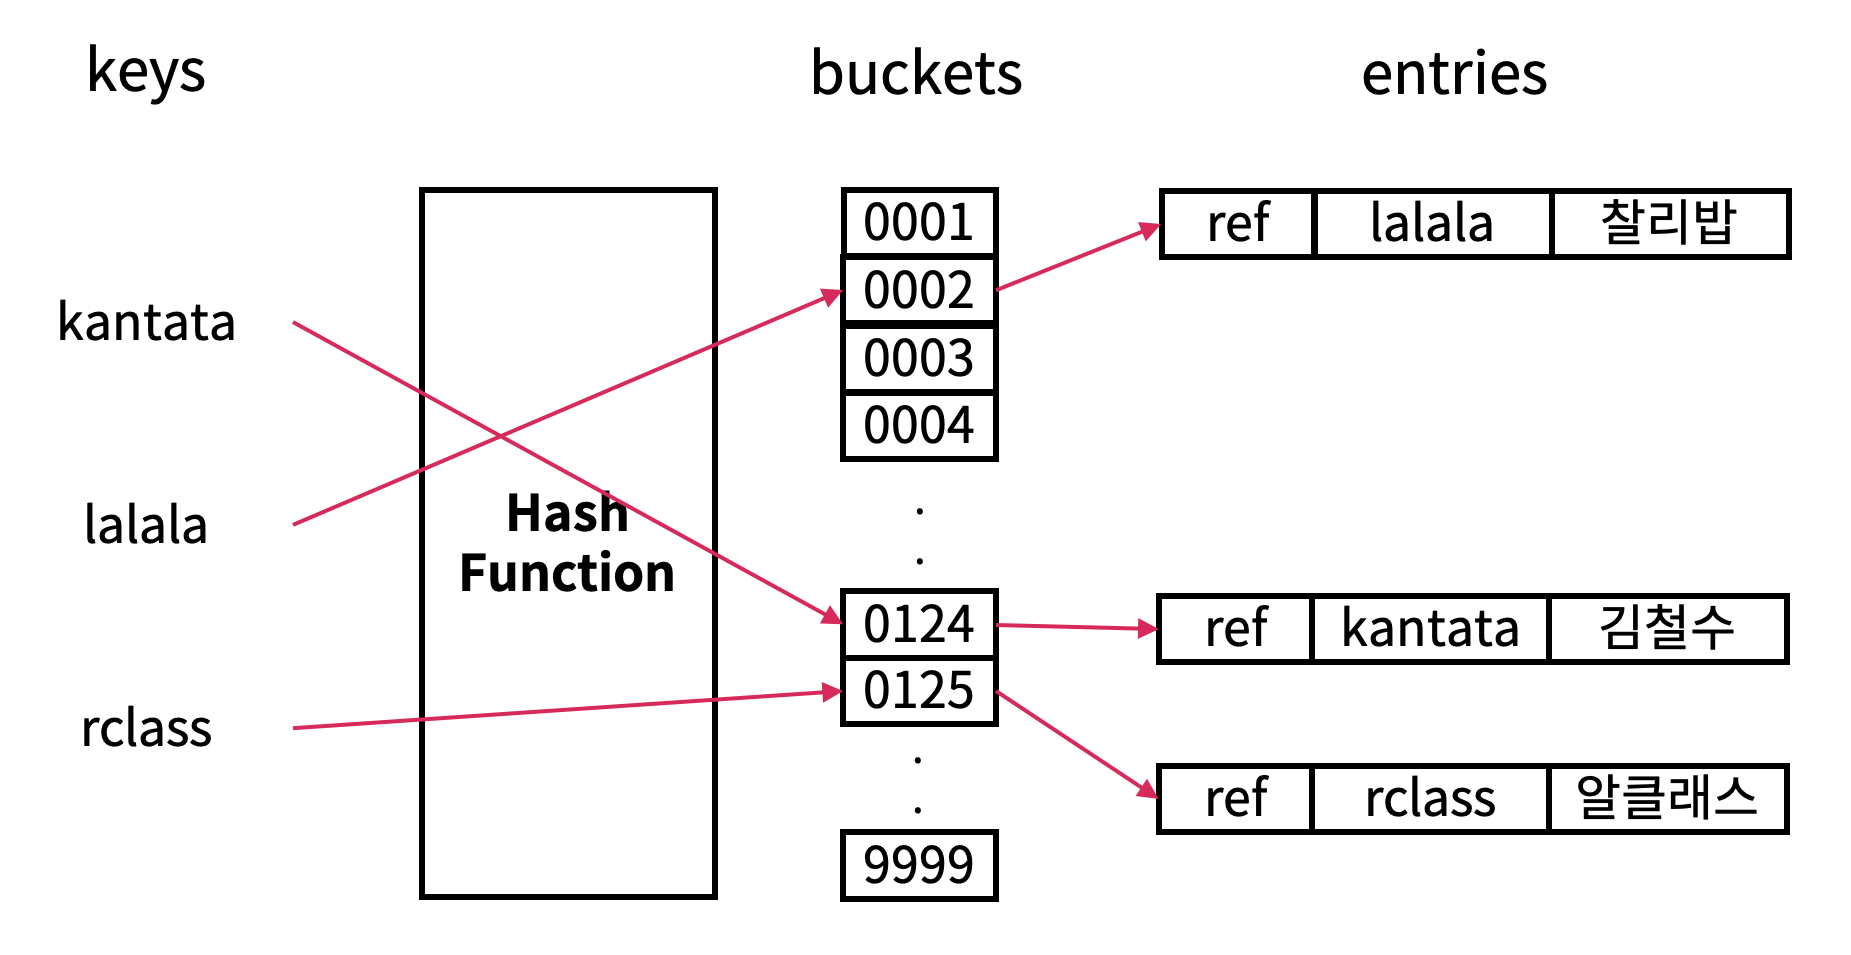 keys
buckets
entries
kantata
lalala
rclass
Hash
Function
0001
0002
0003
0004
.
.
0124
0125
.
.
9999
ref lalala 찰리밥
ref kantata 김철수
ref rclass 알클래스